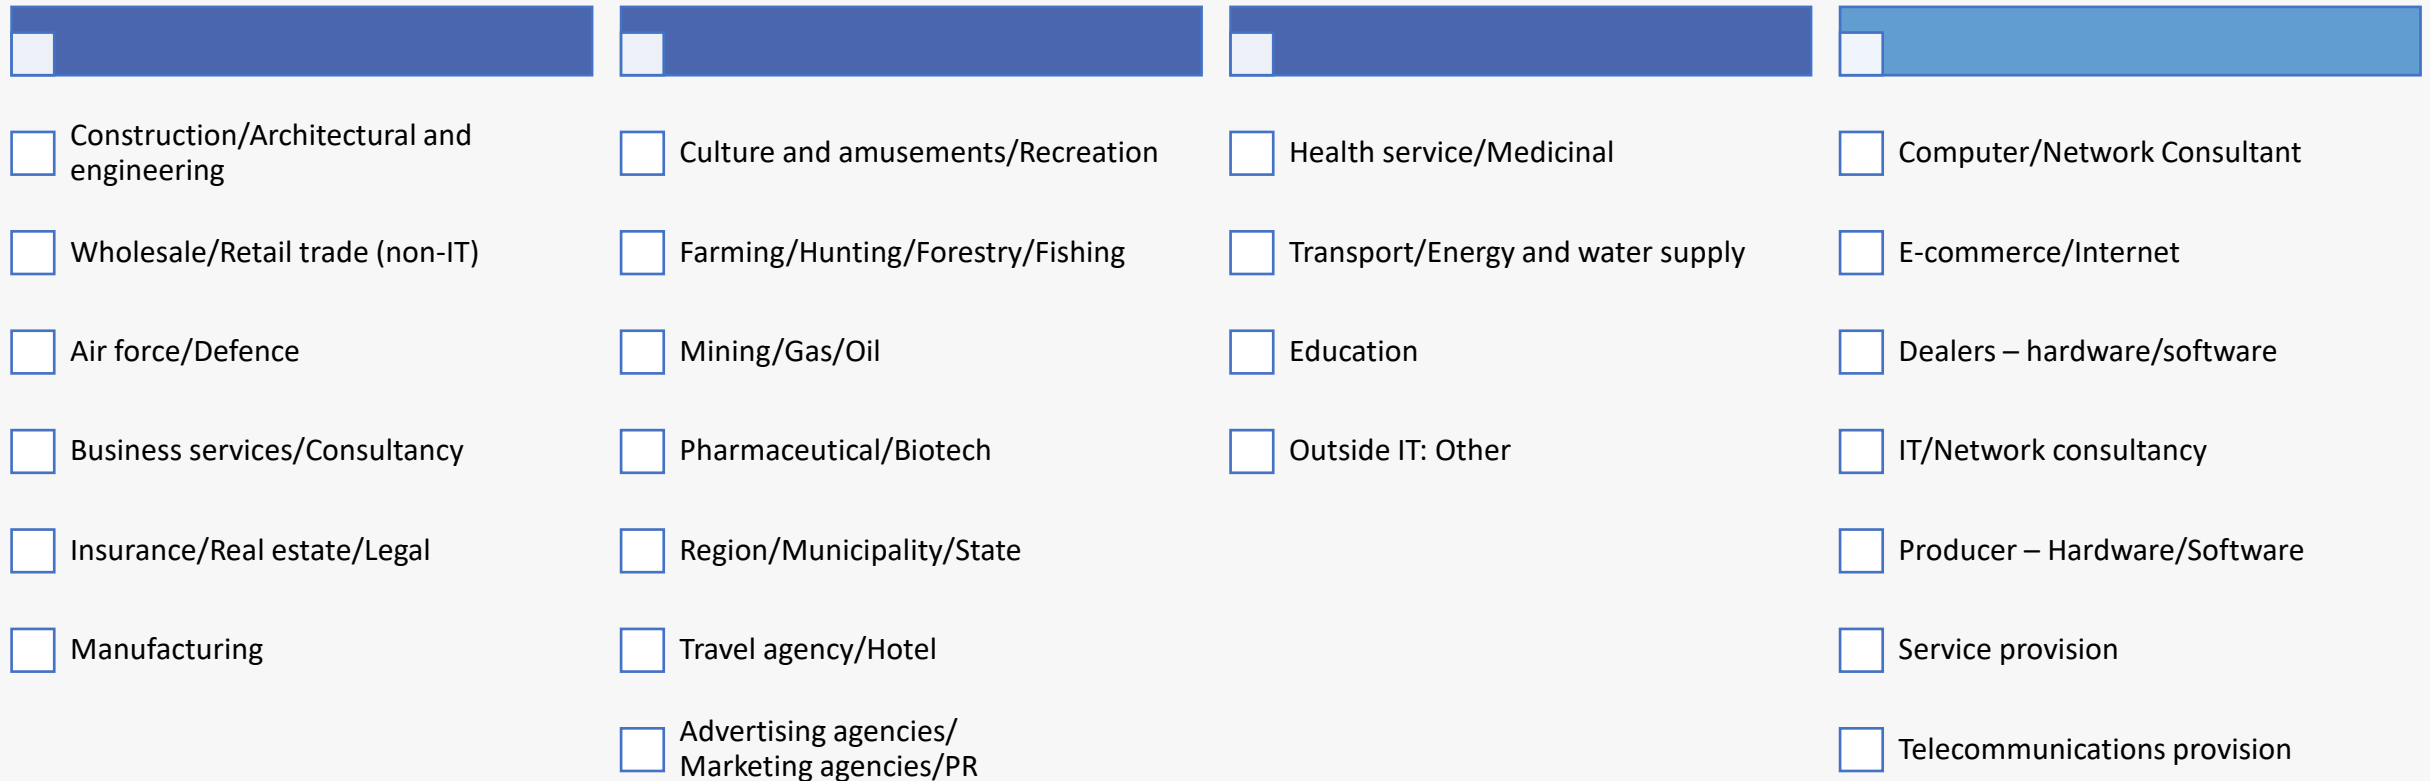 Construction/Architectural and
engineering
Wholesale/Retail trade (non-IT)
Air force/Defence
Business services/Consultancy
Insurance/Real estate/Legal
Manufacturing
Culture and amusements/Recreation
Farming/Hunting/Forestry/Fishing
Mining/Gas/Oil
Pharmaceutical/Biotech
Region/Municipality/State
Travel agency/Hotel
Advertising agencies/
Marketing agencies/PR
Health service/Medicinal
Transport/Energy and water supply
Education
Outside IT: Other
Computer/Network Consultant
E-commerce/Internet
Dealers – hardware/software
IT/Network consultancy
Producer – Hardware/Software
Service provision
Telecommunications provision